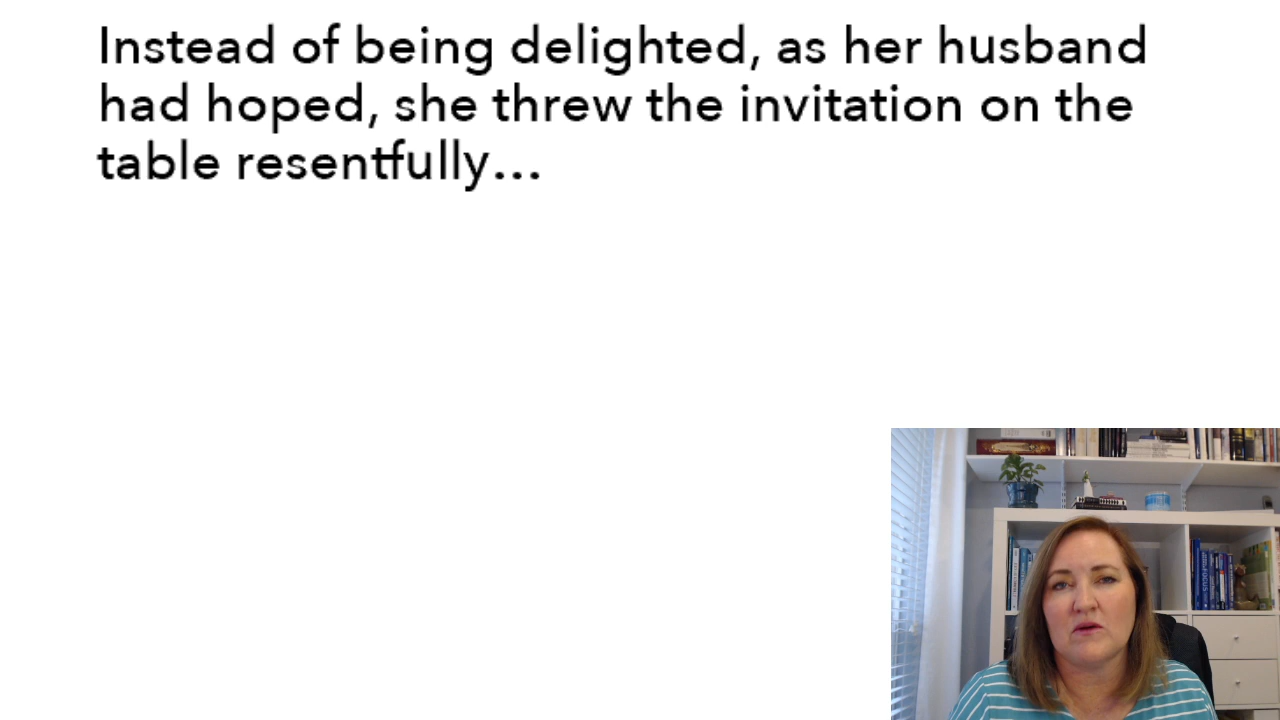 Instead of being delighted, as her husband
had hoped, she threw the invitation on the
table resentfully…